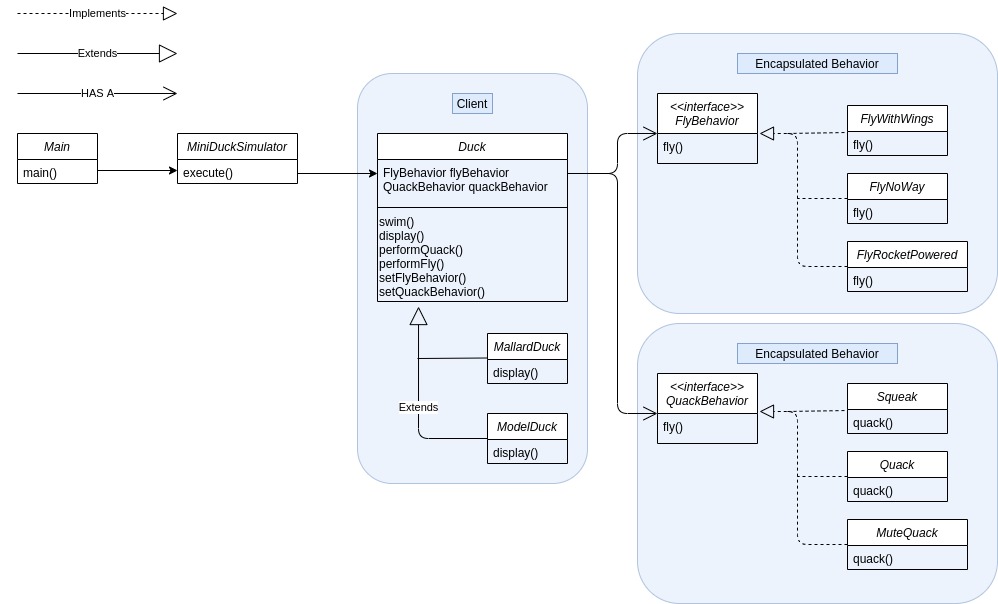 Implements
Extends
HAS A
Main
main()
MiniDuckSimulator
execute()
Client
Duck
FlyBehavior flyBehavior
QuackBehavior quackBehavior
swim()
display()
performQuack()
performFly()
setFlyBehavior()
setQuackBehavior()
MallardDuck
display()
Extends
ModelDuck
display()
Encapsulated Behavior
<<interface>>
FlyBehavior
fly()
FlyWithWings
fly()
FlyNoWay
fly()
FlyRocketPowered
fly()
Encapsulated Behavior
<<interface>>
QuackBehavior
fly()
Squeak
quack()
Quack
quack()
MuteQuack
quack()